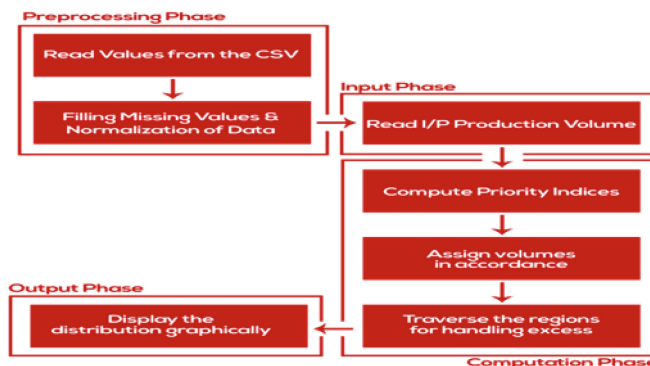 Preprocessing Phase
Read Values from the CSV
Filling Missing Values &
Normalization of Data
Input Phase
Read I/P Production Volume
Compute Priority Indices
Assign volumes
in accordance
Traverse the regions
for handling excess
Computation Phase
Output Phase
Display the
distribution graphically